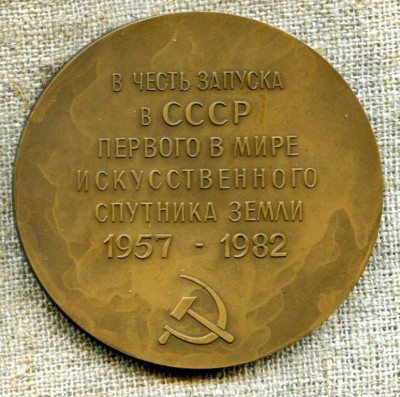 В ЧЕСТЬ ЗАПУСКА
В СССР
ПЕРВОГО В МИРЕ
ИСКУССТВЕННОГО
СПУТНИКА ЗЕМЛИ
1957 - 1982